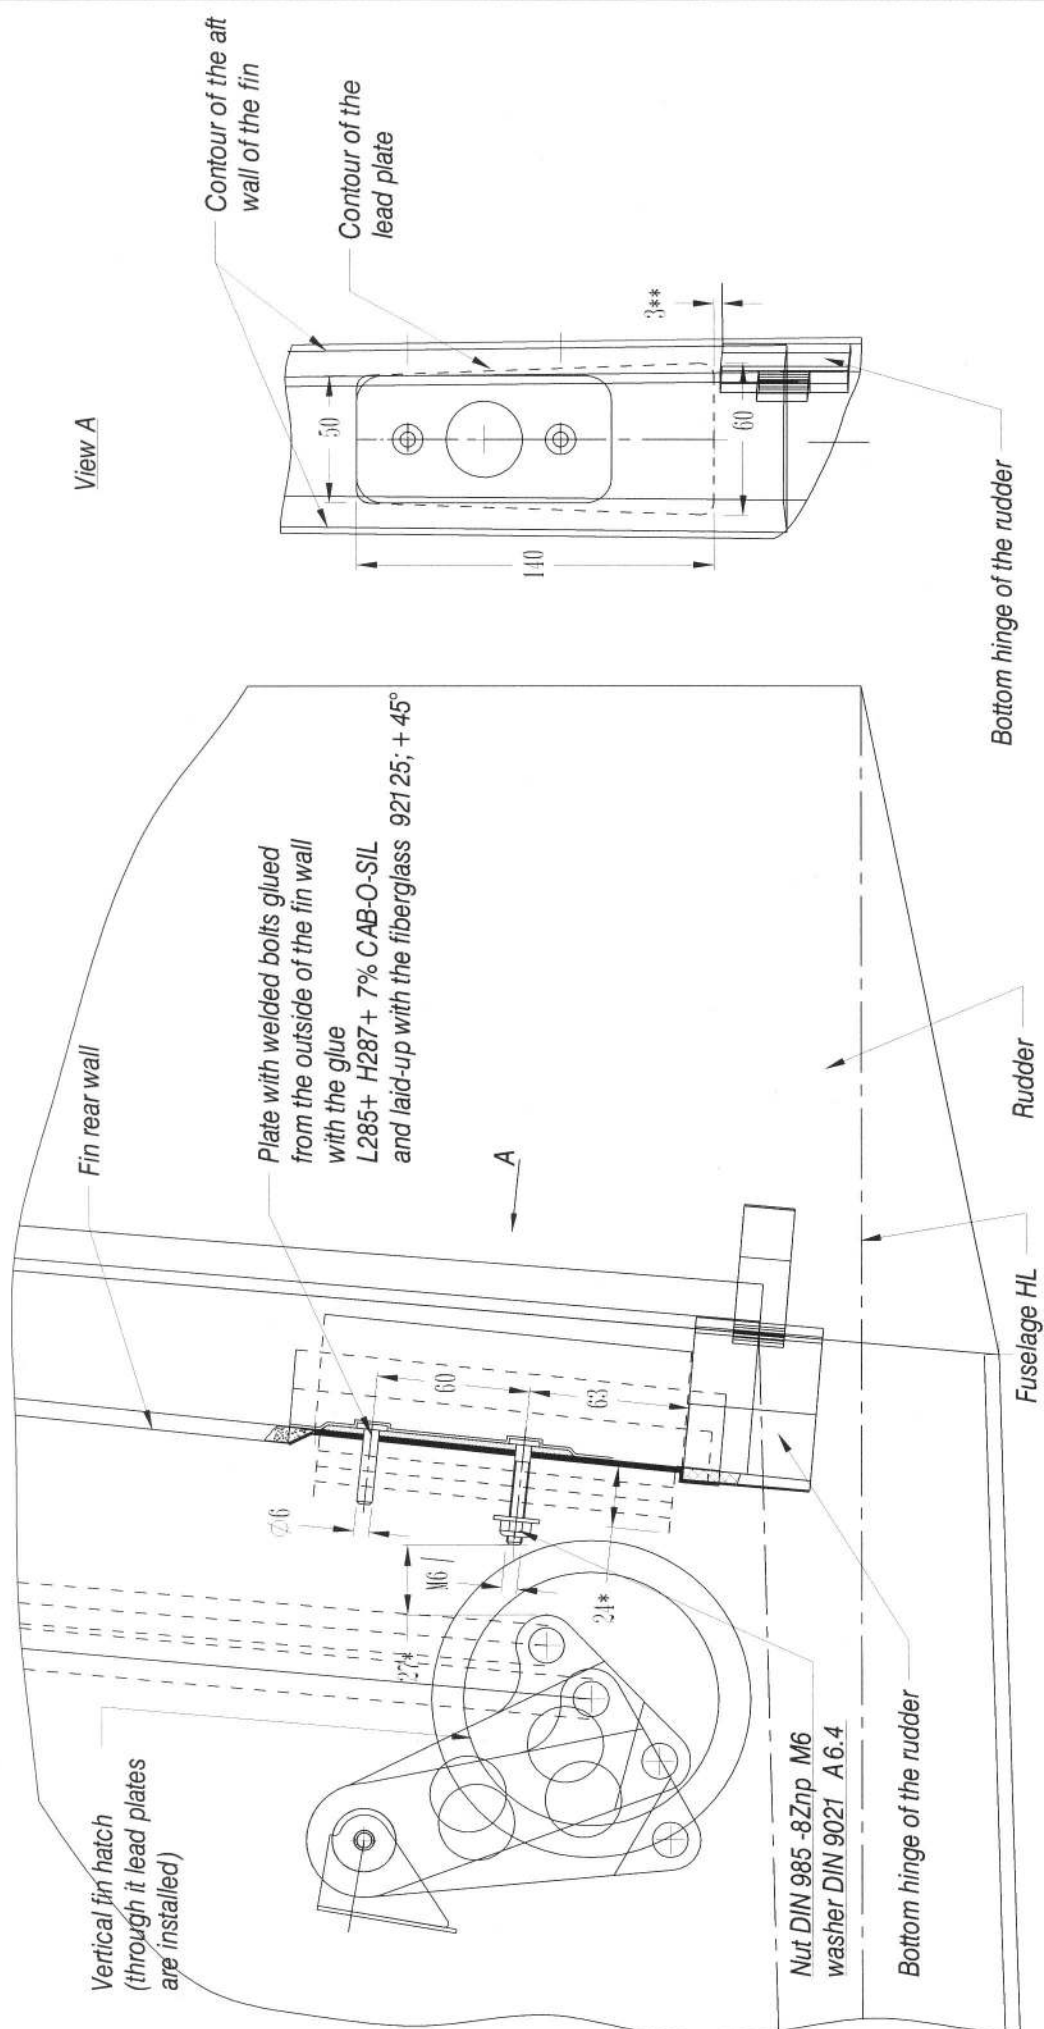 View A
Contour of the aft
wall of the fin
Contour of the
lead plate
50
140
60
3**
Bottom hinge of the rudder
Fin rear wall
Plate with welded bolts glued
from the outside of the fin wall
with the glue
L285+ H287+ 7% CAB-O-SIL
and laid-up with the fiberglass 92125; +45°
A
60
63
∅6
M6
27*
24*
Vertical fin hatch
(through it lead plates
are installed)
Nut DIN 985 -8Znp M6
washer DIN 9021 A 6.4
Bottom hinge of the rudder
Fuselage HL
Rudder